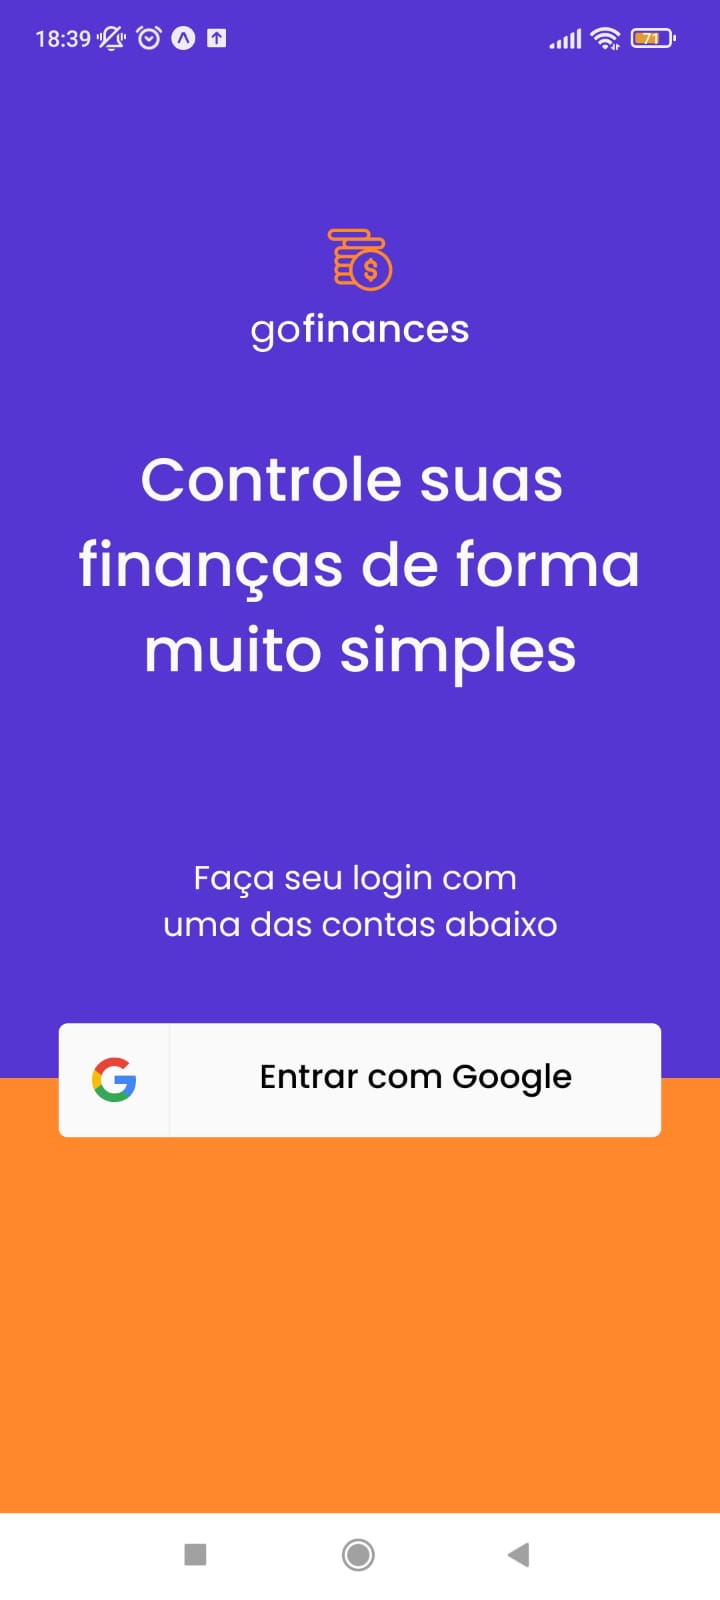 18:39
71
gofinances
Controle suas
finanças de forma
muito simples
Faça seu login com
uma das contas abaixo
Entrar com Google